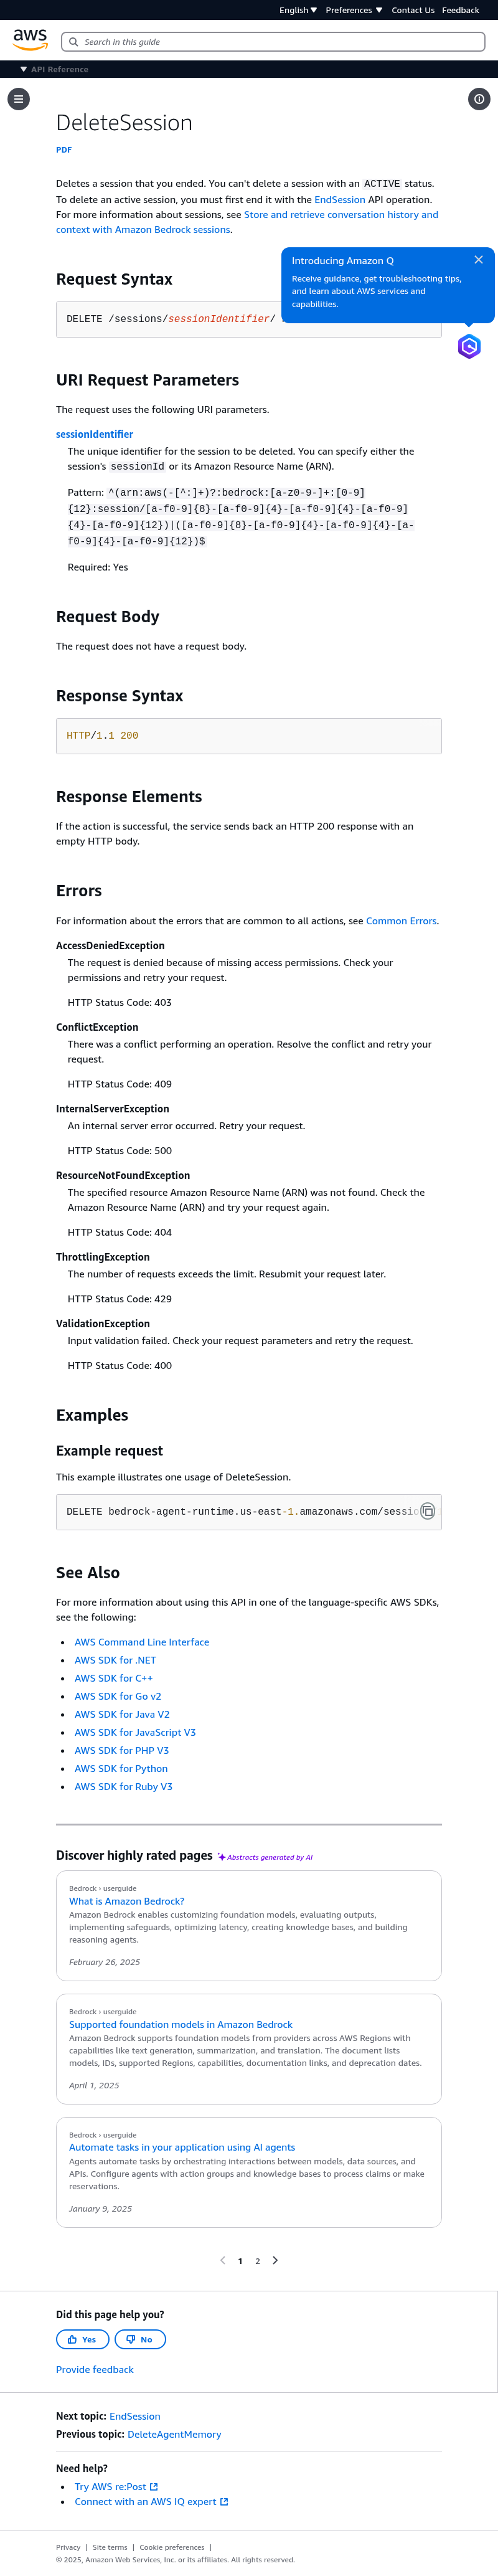 English Preferences Contact Us Feedback
aws
Search in this guide
API Reference
DeleteSession
PDF
Deletes a session that you ended. You can't delete a session with an ACTIVE status.
To delete an active session, you must first end it with the EndSession API operation.
For more information about sessions, see Store and retrieve conversation history and
context with Amazon Bedrock sessions.
Introducing Amazon Q
Receive guidance, get troubleshooting tips,
and learn about AWS services and
capabilities.
Request Syntax
DELETE /sessions/sessionIdentifier/
URI Request Parameters
The request uses the following URI parameters.
sessionIdentifier
The unique identifier for the session to be deleted. You can specify either the
session's sessionId or its Amazon Resource Name (ARN).
Pattern: ^(arn:aws(-[^:]+)?:bedrock:[a-z0-9-]+:[0-9]
{12}:session/[a-f0-9]{8}-[a-f0-9]{4}-[a-f0-9]{4}-[a-f0-9]
{4}-[a-f0-9]{12})|([a-f0-9]{8}-[a-f0-9]{4}-[a-f0-9]{4}-[a-
f0-9]{4}-[a-f0-9]{12})$
Required: Yes
Request Body
The request does not have a request body.
Response Syntax
HTTP/1.1 200
Response Elements
If the action is successful, the service sends back an HTTP 200 response with an
empty HTTP body.
Errors
For information about the errors that are common to all actions, see Common Errors.
AccessDeniedException
The request is denied because of missing access permissions. Check your
permissions and retry your request.
HTTP Status Code: 403
ConflictException
There was a conflict performing an operation. Resolve the conflict and retry your
request.
HTTP Status Code: 409
InternalServerException
An internal server error occurred. Retry your request.
HTTP Status Code: 500
ResourceNotFoundException
The specified resource Amazon Resource Name (ARN) was not found. Check the
Amazon Resource Name (ARN) and try your request again.
HTTP Status Code: 404
ThrottlingException
The number of requests exceeds the limit. Resubmit your request later.
HTTP Status Code: 429
ValidationException
Input validation failed. Check your request parameters and retry the request.
HTTP Status Code: 400
Examples
Example request
This example illustrates one usage of DeleteSession.
DELETE bedrock-agent-runtime.us-east-1.amazonaws.com/sessio
See Also
For more information about using this API in one of the language-specific AWS SDKs,
see the following:
• AWS Command Line Interface
• AWS SDK for .NET
• AWS SDK for C++
• AWS SDK for Go v2
• AWS SDK for Java V2
• AWS SDK for JavaScript V3
• AWS SDK for PHP V3
• AWS SDK for Python
• AWS SDK for Ruby V3
Discover highly rated pages Abstracts generated by AI
Bedrock › userguide
What is Amazon Bedrock?
Amazon Bedrock enables customizing foundation models, evaluating outputs,
implementing safeguards, optimizing latency, creating knowledge bases, and building
reasoning agents.
February 26, 2025
Bedrock › userguide
Supported foundation models in Amazon Bedrock
Amazon Bedrock supports foundation models from providers across AWS Regions with
capabilities like text generation, summarization, and translation. The document lists
models, IDs, supported Regions, capabilities, documentation links, and deprecation dates.
April 1, 2025
Bedrock › userguide
Automate tasks in your application using AI agents
Agents automate tasks by orchestrating interactions between models, data sources, and
APIs. Configure agents with action groups and knowledge bases to process claims or make
reservations.
January 9, 2025
1 2
Did this page help you?
Yes No
Provide feedback
Next topic: EndSession
Previous topic: DeleteAgentMemory
Need help?
• Try AWS re:Post
• Connect with an AWS IQ expert
Privacy | Site terms | Cookie preferences |
© 2025, Amazon Web Services, Inc. or its affiliates. All rights reserved.